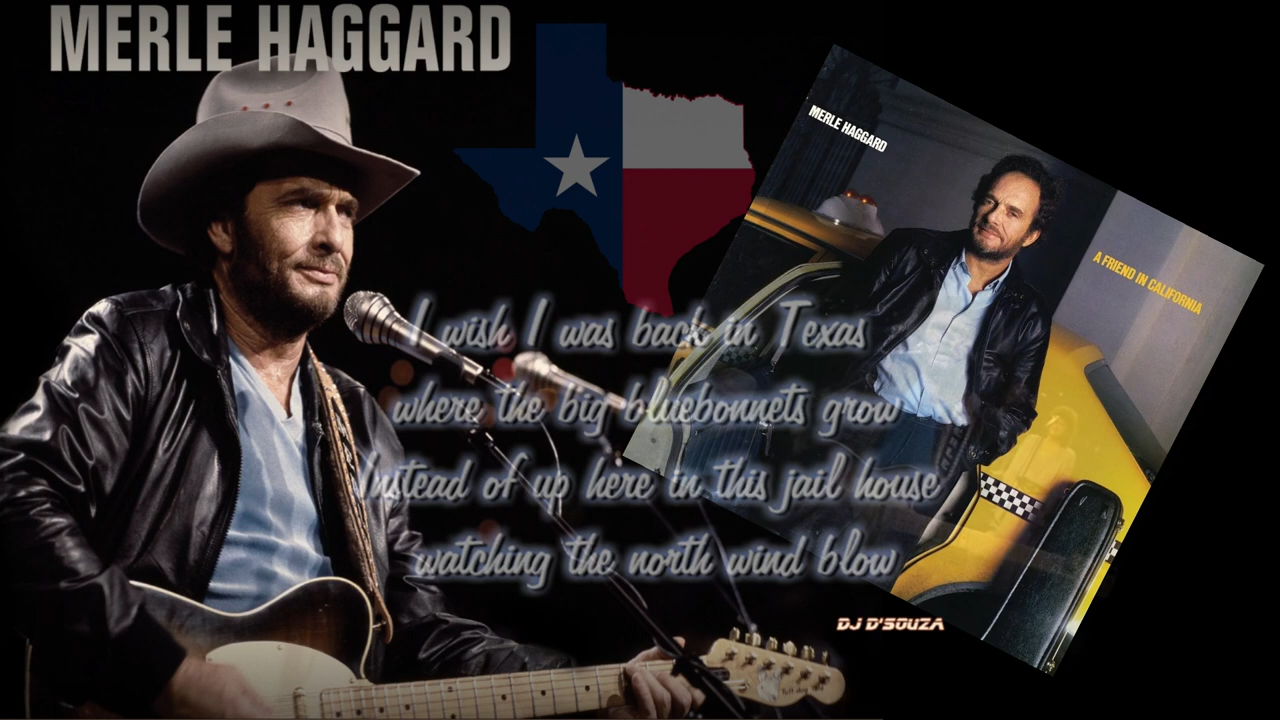 MERLE HAGGARD
MERLE HAGGARD
A FRIEND IN CALIFORNIA
I wish I was back in Texas
where the big bluebonnets grow
Instead of up here in this jail house
watching the north wind blow
DJ D'SOUZA